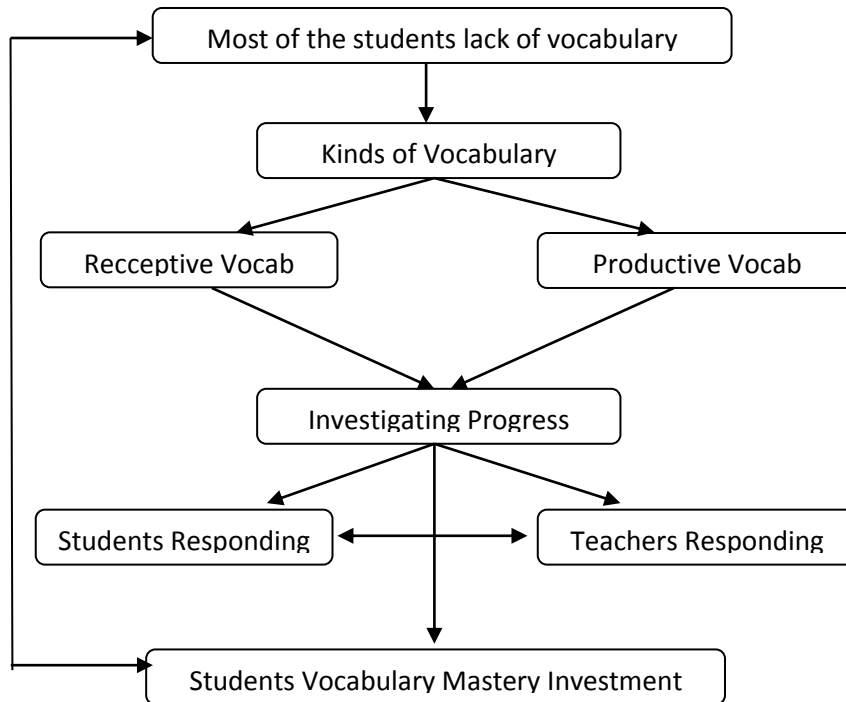 Most of the students lack of vocabulary
Kinds of Vocabulary
Recceptive Vocab
Productive Vocab
Investigating Progress
Students Responding
Teachers Responding
Students Vocabulary Mastery Investment